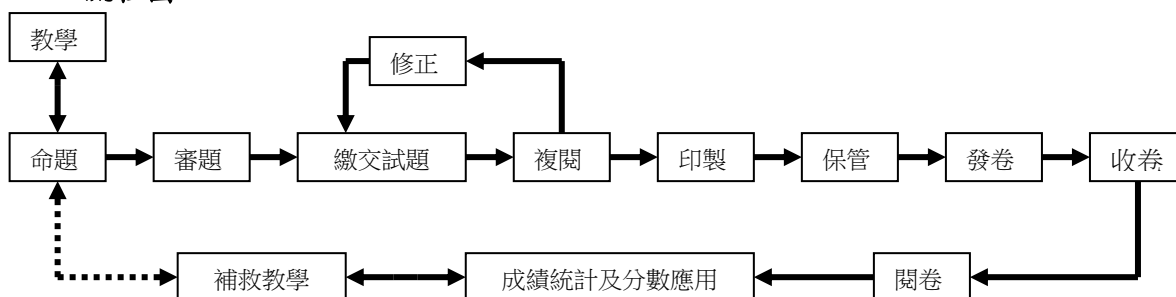 教學
修正
命題
審題
繳交試題
複閱
印製
保管
發卷
收卷
補救教學
成績統計及分數應用
閱卷